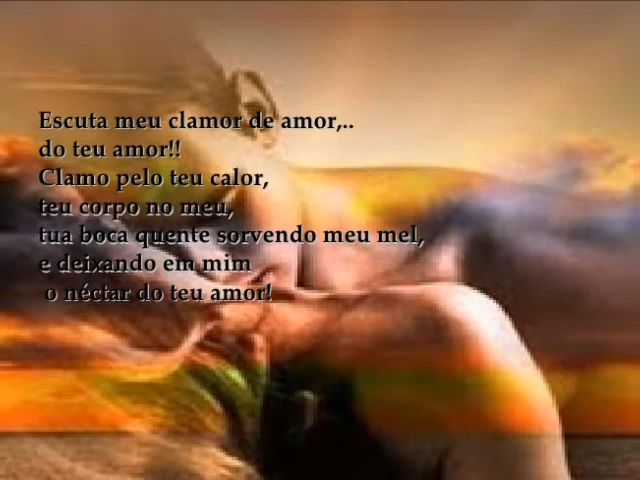 Escuta meu clamor de amor,..
do teu amor!!
Clamo pelo teu calor,
teu corpo no meu,
tua boca quente sorvendo meu mel,
e deixando em mim
o néctar do teu amor!